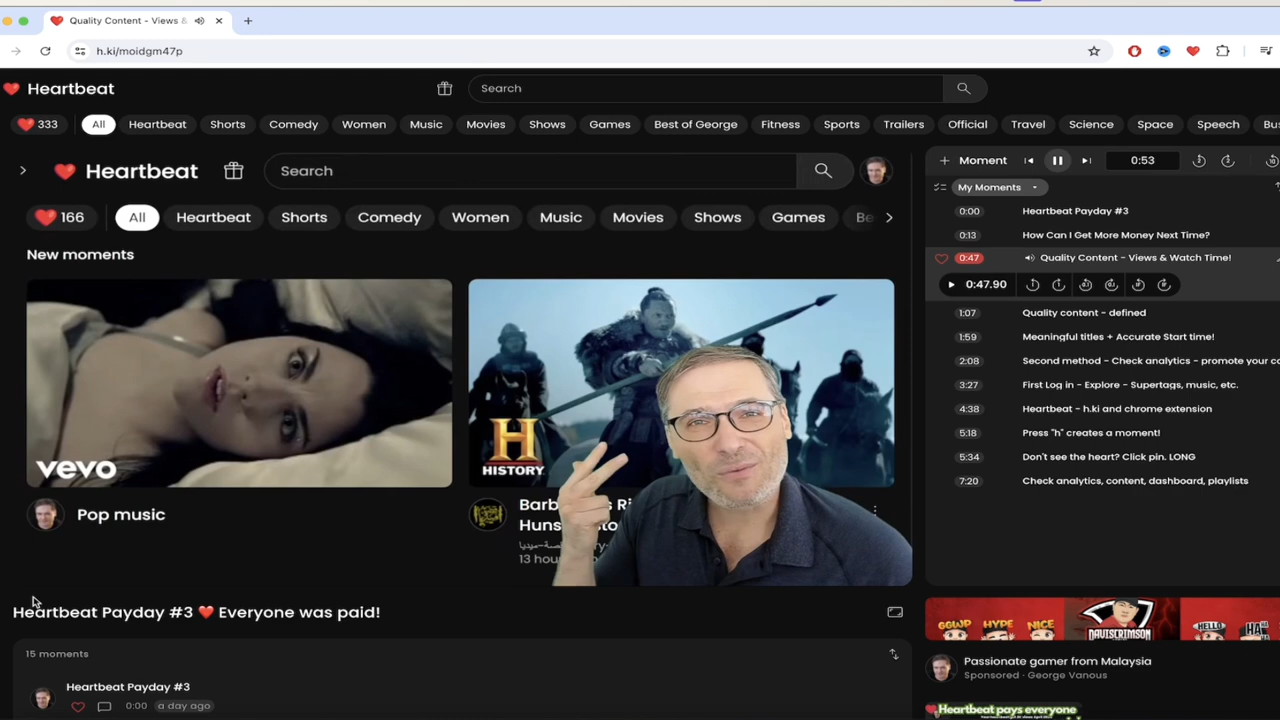 Quality Content - Views &
h.ki/moidgm47p
Heartbeat
Search
333
All
Heartbeat
Shorts
Comedy
Women
Music
Movies
Shows
Games
Best of George
Fitness
Sports
Trailers
Official
Travel
Science
Space
Speech
Heartbeat
Search
166
All
Heartbeat
Shorts
Comedy
Women
Music
Movies
Shows
Games
New moments
vevo
H
HISTORY
Pop music
13
Heartbeat Payday #3 ❤️ Everyone was paid!
15 moments
Heartbeat Payday #3
0:00 a day ago
+ Moment
0:53
My Moments
0:00 Heartbeat Payday #3
0:13 How Can I Get More Money Next Time?
0:47 Quality Content - Views & Watch Time!
0:47.90
1:07 Quality content - defined
1:59 Meaningful titles + Accurate Start time!
2:08 Second method - Check analytics - promote your
3:27 First Log in - Explore - Supertags, music, etc.
4:38 Heartbeat - h.ki and chrome extension
5:18 Press "h" creates a moment!
5:34 Don't see the heart? Click pin. LONG
7:20 Check analytics, content, dashboard, playlists
GGWP
HYPE
NICE
DAVISCRIMSON
HELLO
Passionate gamer from Malaysia
Sponsored · George Vanous
Heartbeat pays everyone